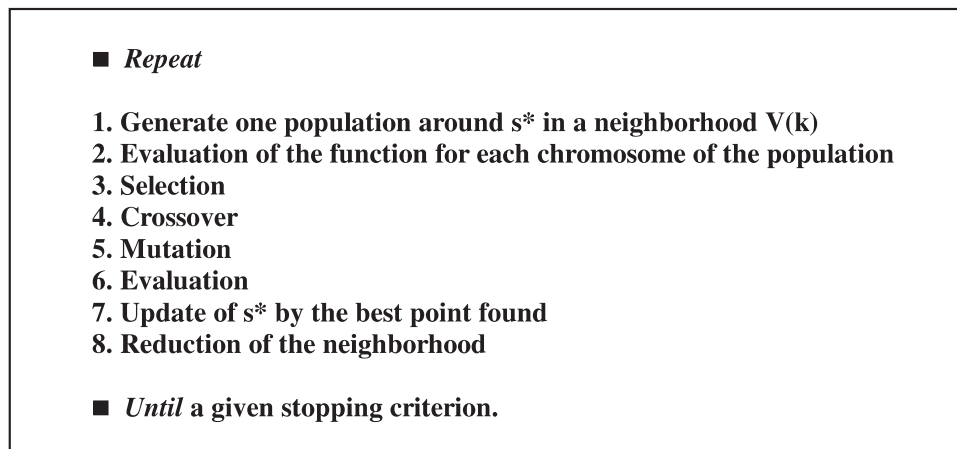 ■ Repeat
1. Generate one population around s* in a neighborhood V(k)
2. Evaluation of the function for each chromosome of the population
3. Selection
4. Crossover
5. Mutation
6. Evaluation
7. Update of s* by the best point found
8. Reduction of the neighborhood
■ Until a given stopping criterion.